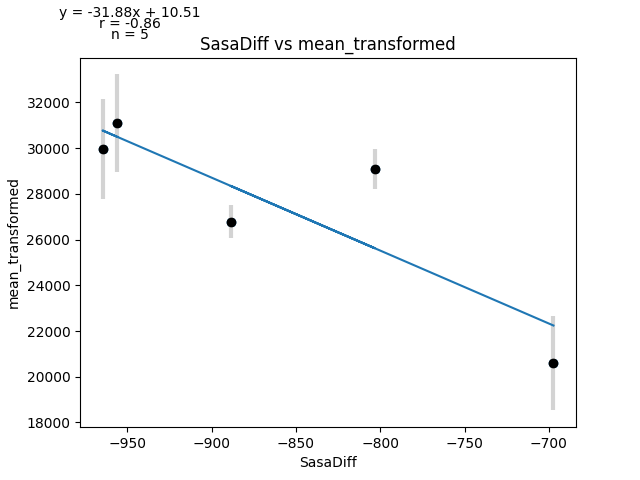 y = -31.88x + 10.51
r = -0.86
n = 5
SasaDiff vs mean_transformed
32000
30000
28000
26000
24000
22000
20000
18000
mean_transformed
−950
−900
−850
−800
−750
−700
SasaDiff